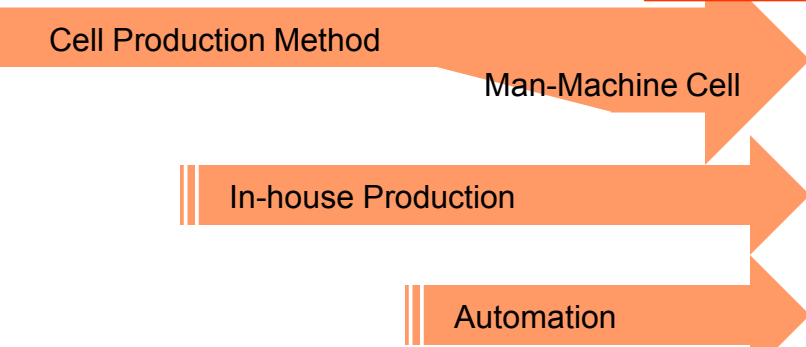 Cell Production Method
Man-Machine Cell
In-house Production
Automation